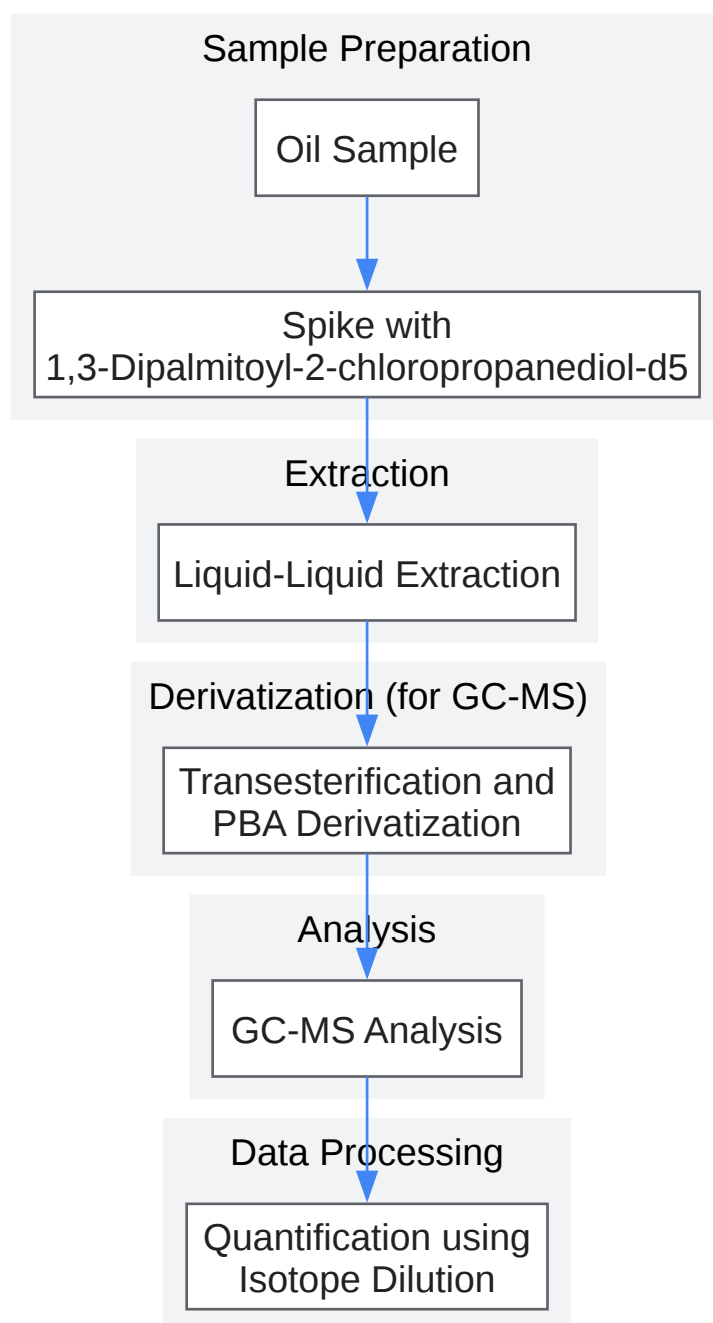 Sample Preparation
Oil Sample
Spike with
1,3-Dipalmitoyl-2-chloropropanediol-d5
Extraction
Liquid-Liquid Extraction
Derivatization (for GC-MS)
Transesterification and
PBA Derivatization
Analysis
GC-MS Analysis
Data Processing
Quantification using
Isotope Dilution